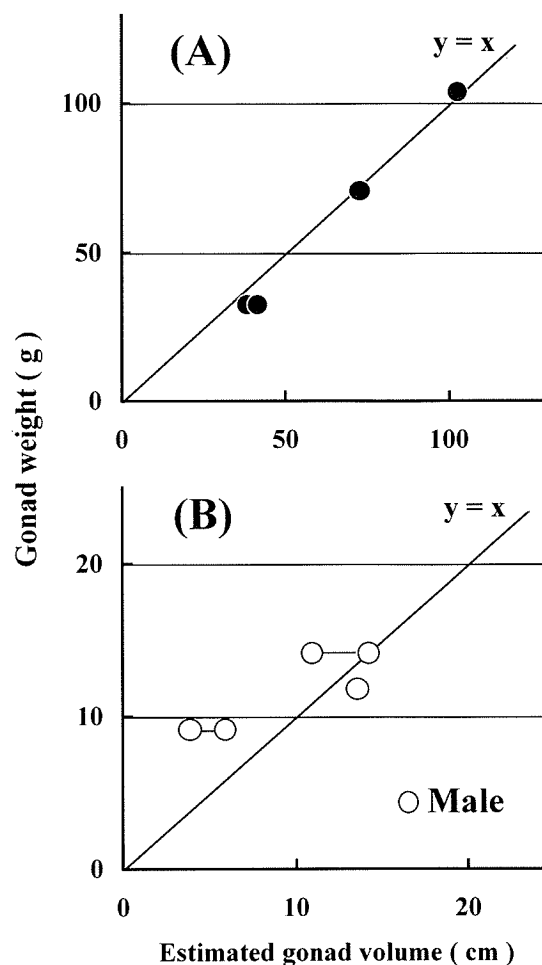 (A)
y = x
100
50
0
0 50 100
Gonad weight ( g )
(B)
y = x
20
10
0
Male
0 10 20
Estimated gonad volume ( cm )